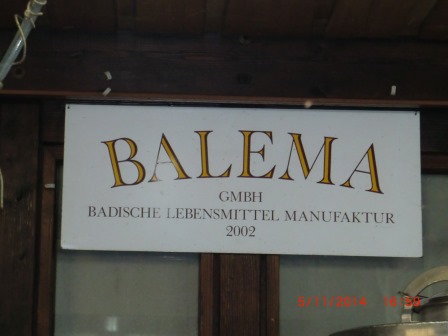 BALEMA
GMBH
BADISCHE LEBENSMITTEL MANUFAKTUR
2002